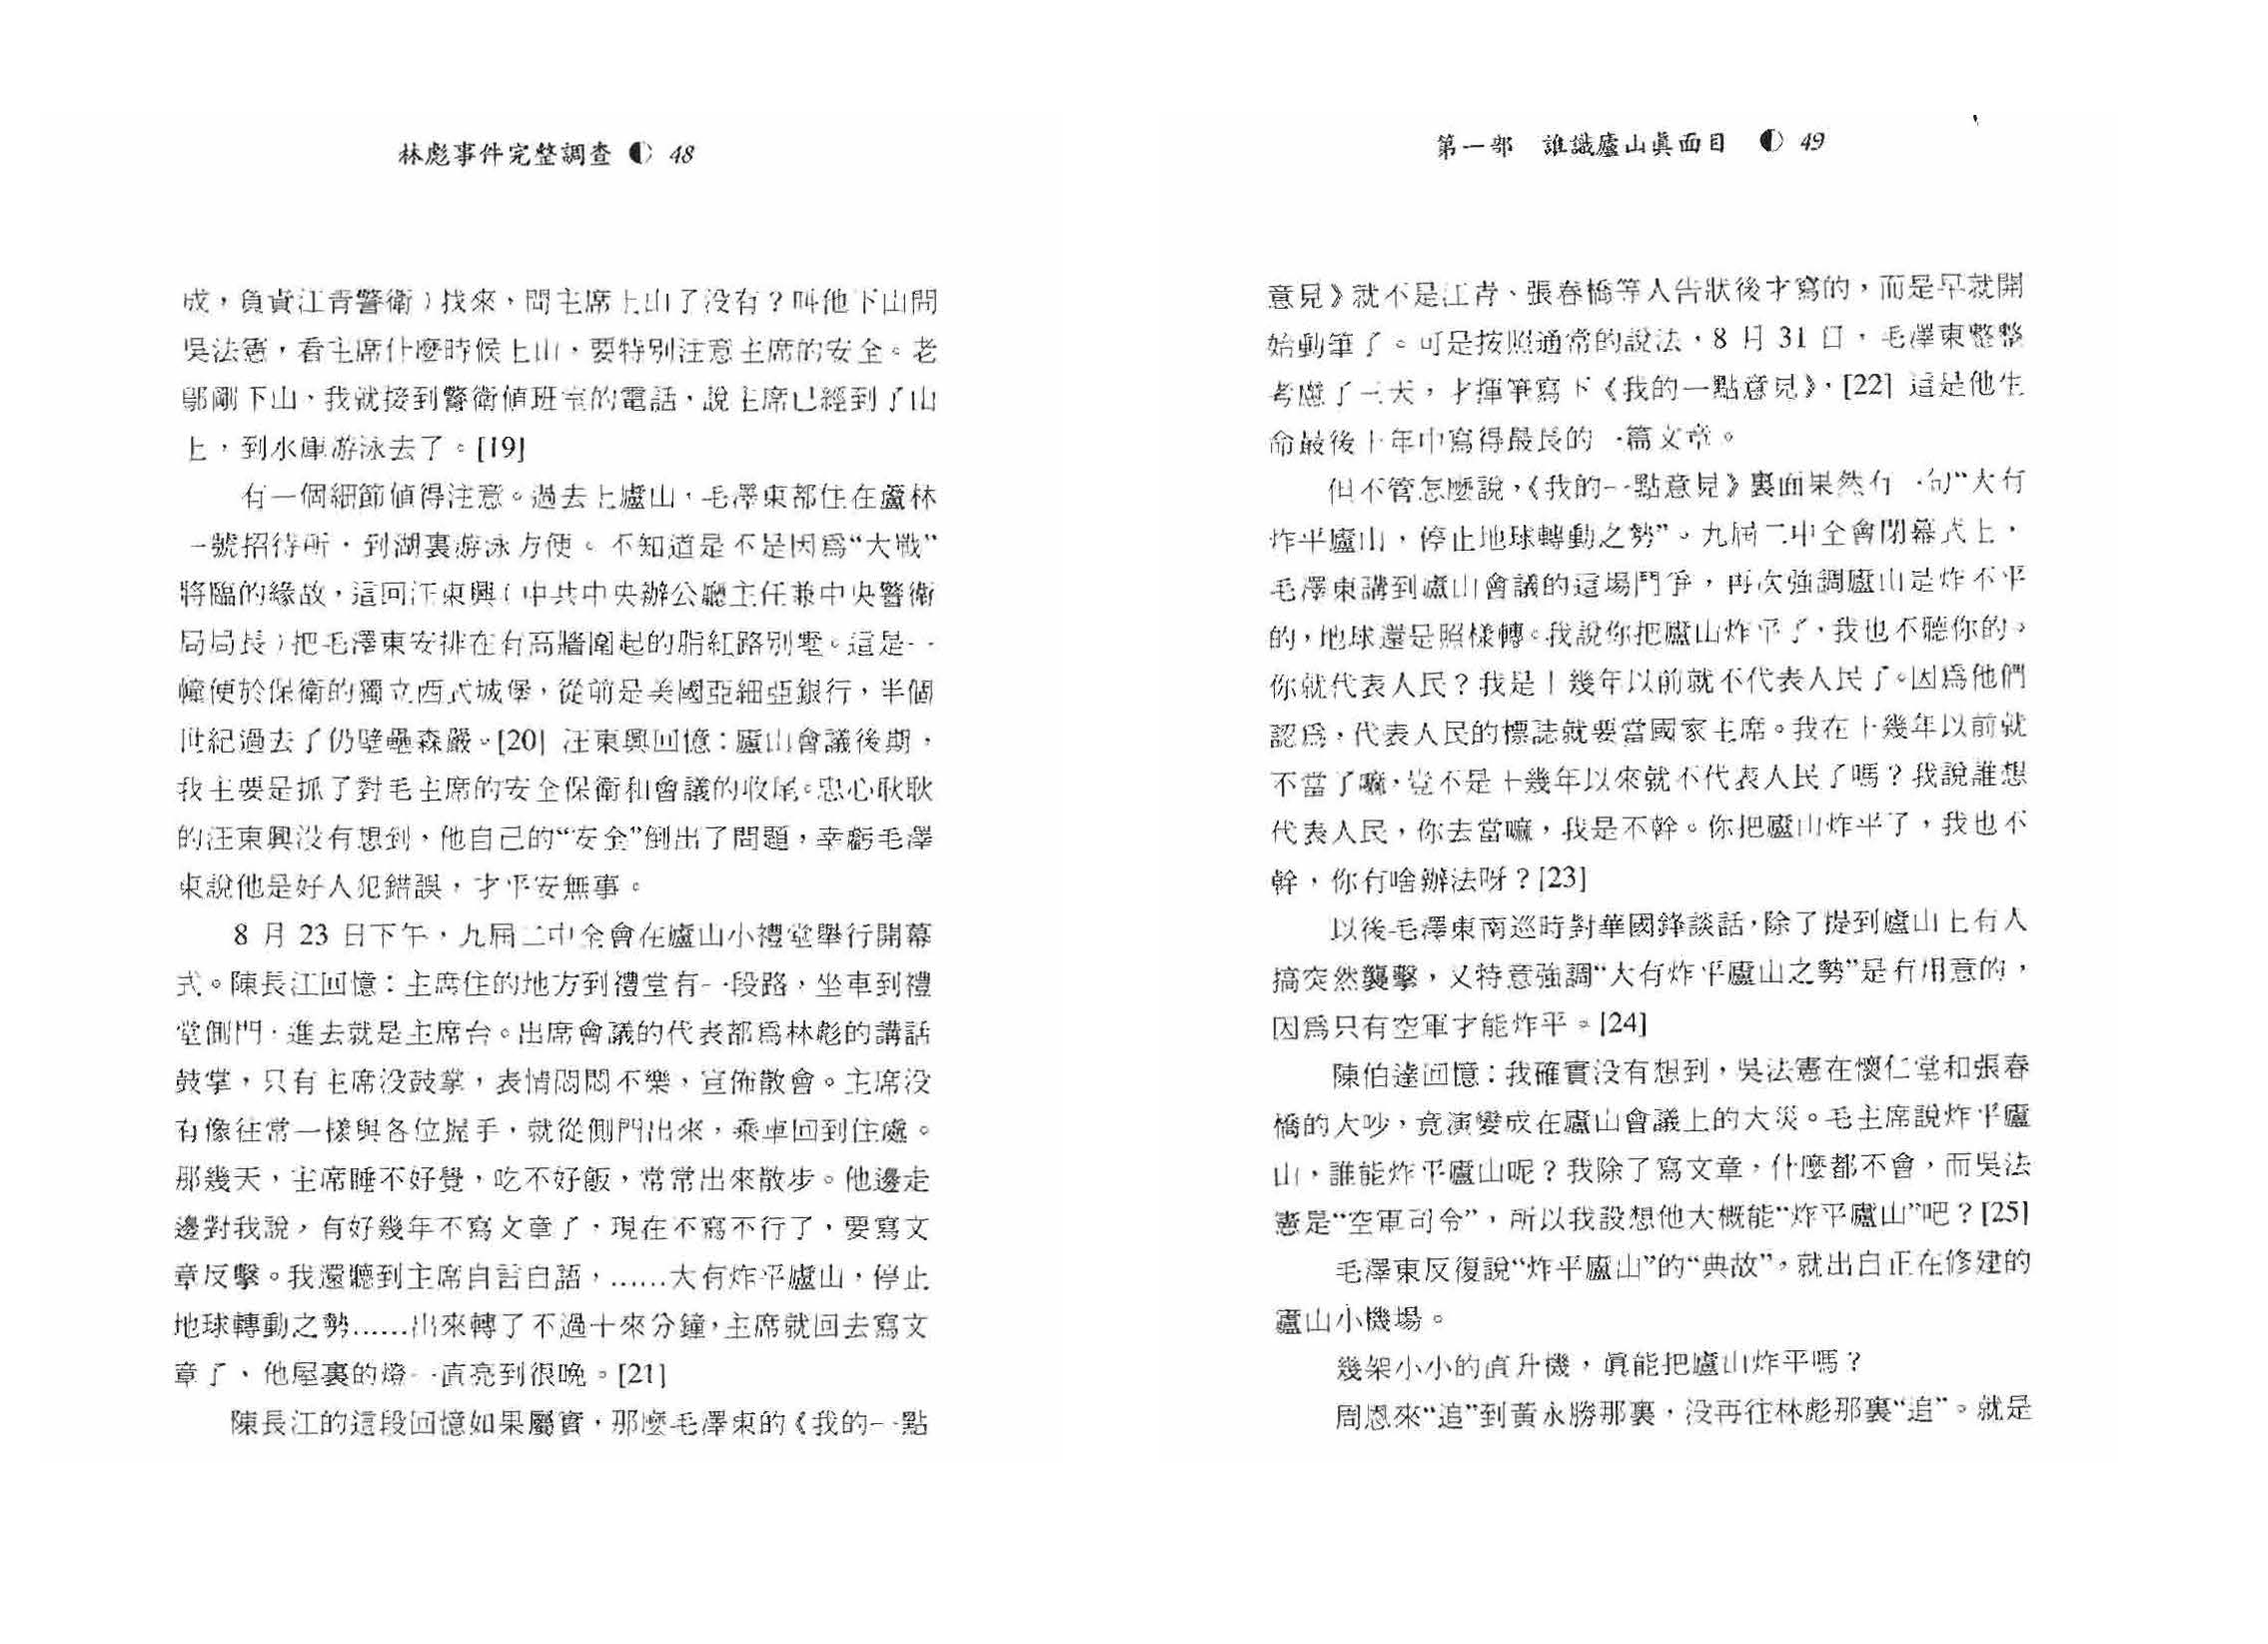 林彪事件完整調查 ◐ 48
成，負責江青警衛）找來，問主席上山了没有？叫他下山問
吳法憲，看主席什麽時候上山，要特別注意主席的安全。老
鄔剛下山，我就接到警衛值班室的電話，說主席已經到了山
上，到水庫游泳去了。[19]
有一個細節值得注意。過去上廬山，毛澤東都住在蘆林
一號招待所，到湖裏游泳方便。不知道是不是因爲“大戰”
將臨的緣故，這回汪東興（中共中央辦公廳主任兼中央警衛
局局長）把毛澤東安排在有高牆圍起的脂紅路別墅。這是一
幢便於保衛的獨立西式城堡，從前是美國亞細亞銀行，半個
世紀過去了仍壁壘森嚴。[20] 汪東興回憶：廬山會議後期，
我主要是抓了對毛主席的安全保衛和會議的收尾。忠心耿耿
的汪東興没有想到，他自己的“安全”倒出了問題，幸虧毛澤
東說他是好人犯錯誤，才平安無事。
8 月 23 日下午，九屆二中全會在廬山小禮堂舉行開幕
式。陳長江回憶：主席住的地方到禮堂有一段路，坐車到禮
堂側門，進去就是主席台。出席會議的代表都爲林彪的講話
鼓掌，只有主席没鼓掌，表情悶悶不樂，宣佈散會。主席没
有像往常一樣與各位握手，就從側門出來，乘車回到住處。
那幾天，主席睡不好覺，吃不好飯，常常出來散步。他邊走
邊對我說，有好幾年不寫文章了，現在不寫不行了，要寫文
章反擊。我還聽到主席自言自語，……大有炸平廬山，停止
地球轉動之勢……出來轉了不過十來分鐘，主席就回去寫文
章了，他屋裏的燈一直亮到很晚。[21]
陳長江的這段回憶如果屬實，那麽毛澤東的《我的一點
第一部　誰識廬山眞面目 ◐ 49
意見》就不是江青、張春橋等人告狀後才寫的，而是早就開
始動筆了。可是按照通常的說法，8 月 31 日，毛澤東整整
考慮了三天，才揮筆寫下《我的一點意見》，[22] 這是他生
命最後十年中寫得最長的一篇文章。
但不管怎麽說，《我的一點意見》裏面果然有一句“大有
炸平廬山，停止地球轉動之勢”。九屆二中全會閉幕式上，
毛澤東講到廬山會議的這場鬥爭，再次強調廬山是炸不平
的，地球還是照樣轉。我說你把廬山炸平了，我也不聽你的。
你就代表人民？我是十幾年以前就不代表人民了。因爲他們
認爲，代表人民的標誌就要當國家主席。我在十幾年以前就
不當了嘛，豈不是十幾年以來就不代表人民了嗎？我說誰想
代表人民，你去當嘛，我是不幹。你把廬山炸平了，我也不
幹，你有啥辦法呀？[23]
以後毛澤東南巡時對華國鋒談話，除了提到廬山上有人
搞突然襲擊，又特意強調“大有炸平廬山之勢”是有用意的，
因爲只有空軍才能炸平。[24]
陳伯達回憶：我確實没有想到，吳法憲在懷仁堂和張春
橋的大吵，竟演變成在廬山會議上的大災。毛主席說炸平廬
山，誰能炸平廬山呢？我除了寫文章，什麽都不會，而吳法
憲是“空軍司令”，所以我設想他大概能“炸平廬山”吧？[25]
毛澤東反復說“炸平廬山”的“典故”，就出自正在修建的
廬山小機場。
幾架小小的直升機，眞能把廬山炸平嗎？
周恩來“追”到黃永勝那裏，没再往林彪那裏“追”。就是